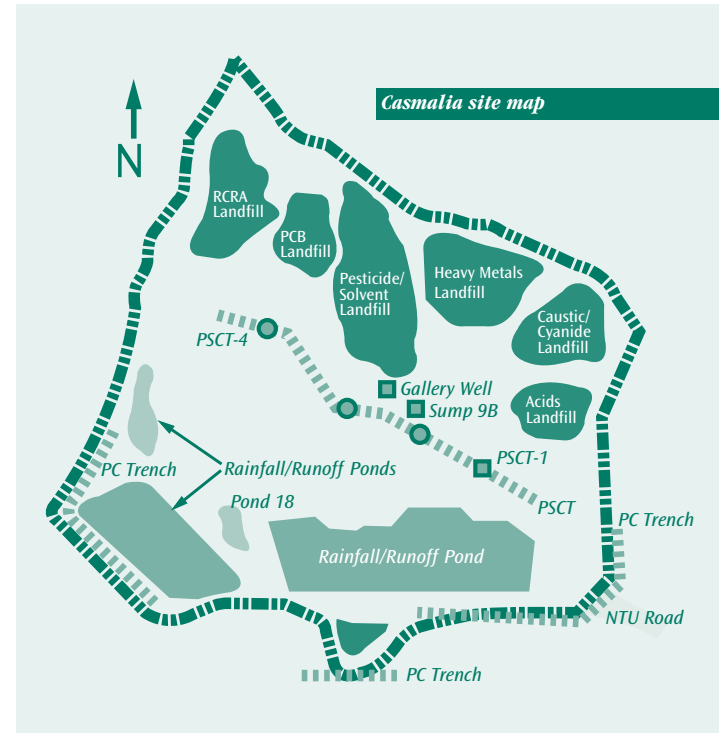 Casmalia site map
N
RCRA
Landfill
PCB
Landfill
Pesticide/
Solvent
Landfill
Heavy Metals
Landfill
Caustic/
Cyanide
Landfill
PSCT-4
Gallery Well
Sump 9B
Acids
Landfill
PSCT-1
PC Trench
Rainfall/Runoff Ponds
Pond 18
PSCT
PC Trench
Rainfall/Runoff Pond
NTU Road
PC Trench